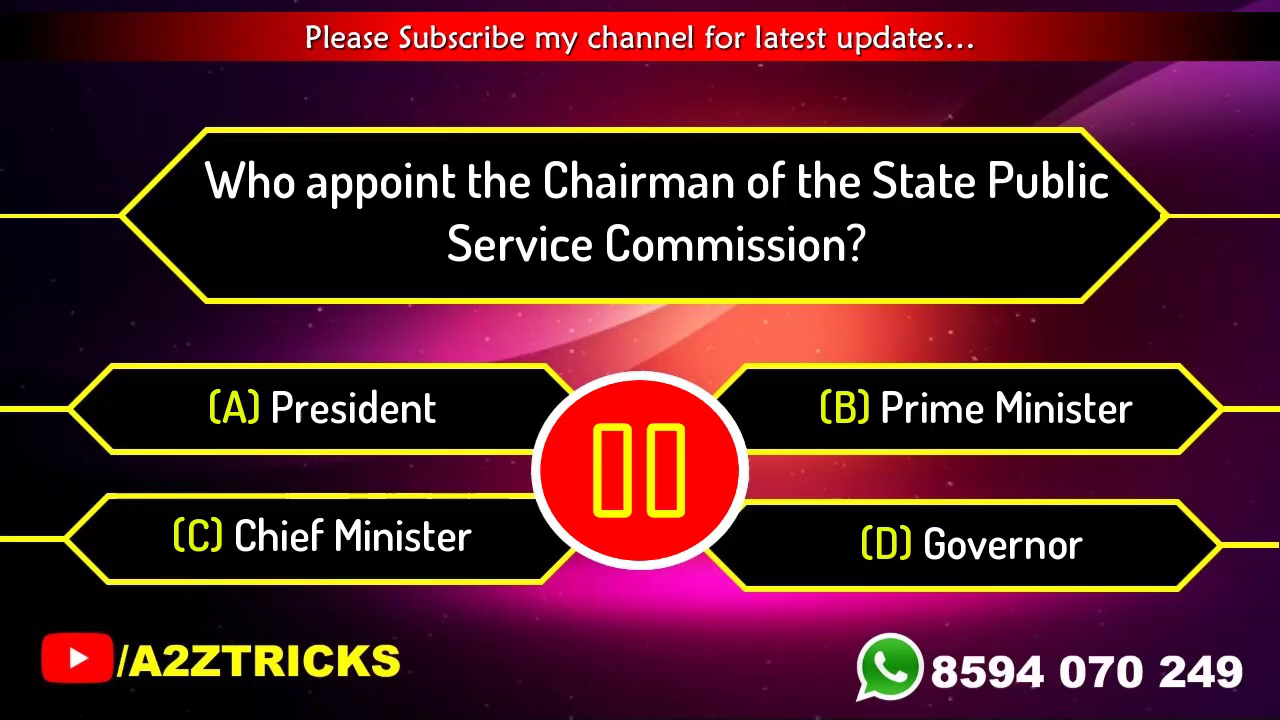 Please Subscribe my channel for latest updates...
Who appoint the Chairman of the State Public
Service Commission?
(A) President
(B) Prime Minister
(C) Chief Minister
(D) Governor
/A2ZTRICKS
8594 070 249